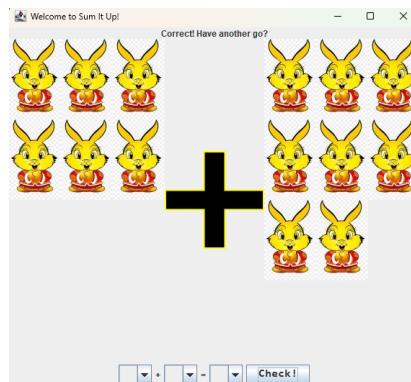 Welcome to Sum It Up!
Correct! Have another go?
+ = Check!